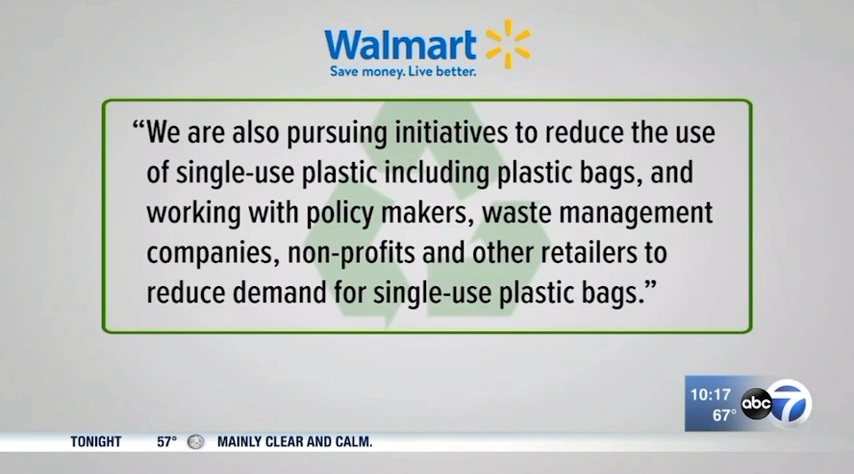 Walmart
Save money. Live better.
“We are also pursuing initiatives to reduce the use
of single-use plastic including plastic bags, and
working with policy makers, waste management
companies, non-profits and other retailers to
reduce demand for single-use plastic bags.”
10:17
67°
abc 7
TONIGHT 57° MAINLY CLEAR AND CALM.